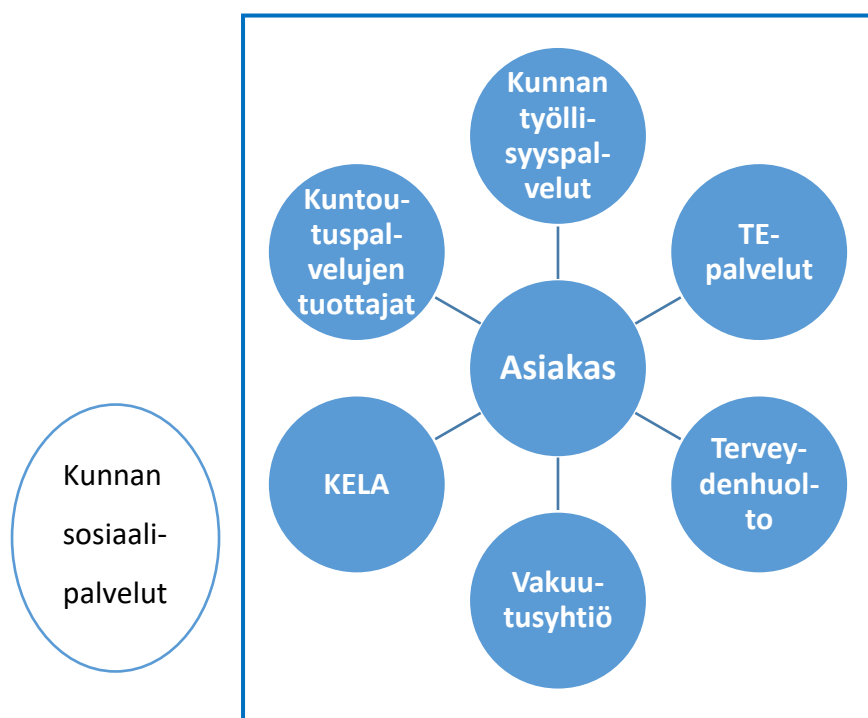 Kunnan
työlli-
syyspal-
velut
Kuntou-
tuspal-
velujen
tuottajat
TE-
palvelut
Asiakas
KELA
Tervey-
denhuol-
to
Vakuu-
tusyhtiö
Kunnan
sosiaali-
palvelut